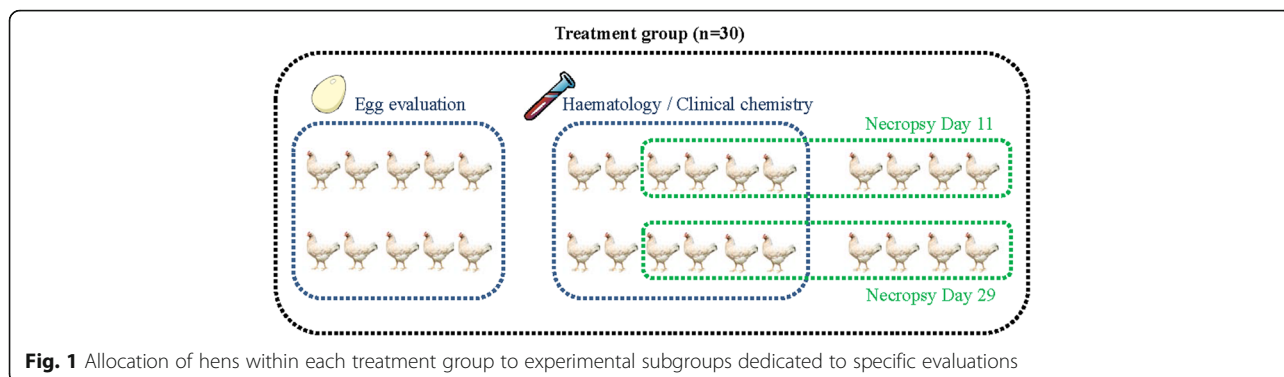 Treatment group (n=30)
Egg evaluation
Haematology / Clinical chemistry
Necropsy Day 11
Necropsy Day 29
Fig. 1 Allocation of hens within each treatment group to experimental subgroups dedicated to specific evaluations